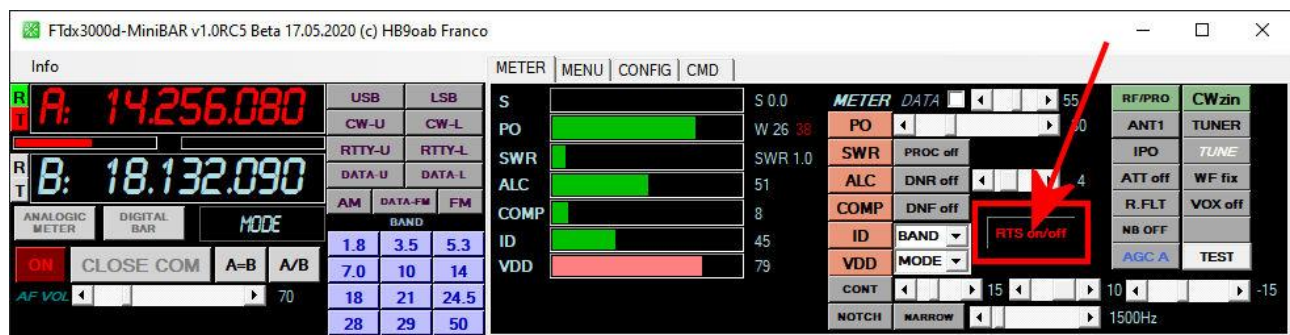 FTdx3000d-MiniBAR v1.0RC5 Beta 17.05.2020 (c) HB9oab Franco
Info
METER MENU CONFIG CMD
R T A: 14.256.080
R T B: 18.132.090
ANALOGIC METER DIGITAL BAR MODE
ON CLOSE COM A=B A/B
AF VOL 70
USB LSB
CW-U CW-L
RTTY-U RTTY-L
DATA-U DATA-L
AM DATA-FM FM
BAND
1.8 3.5 5.3
7.0 10 14
18 21 24.5
28 29 50
S S 0.0
PO W 26 38
SWR SWR 1.0
ALC 51
COMP 8
ID 45
VDD 79
METER DATA 55
PO
SWR PROC off
ALC DNR off 4
COMP DNF off
ID BAND RTS on/off
VDD MODE
CONT 15 10 -15
NOTCH NARROW 1500Hz
RF/PRO CWzin
ANT1 TUNER
IPO TUNE
ATT off WF fix
R.FLT VOX off
NB OFF
AGC A TEST